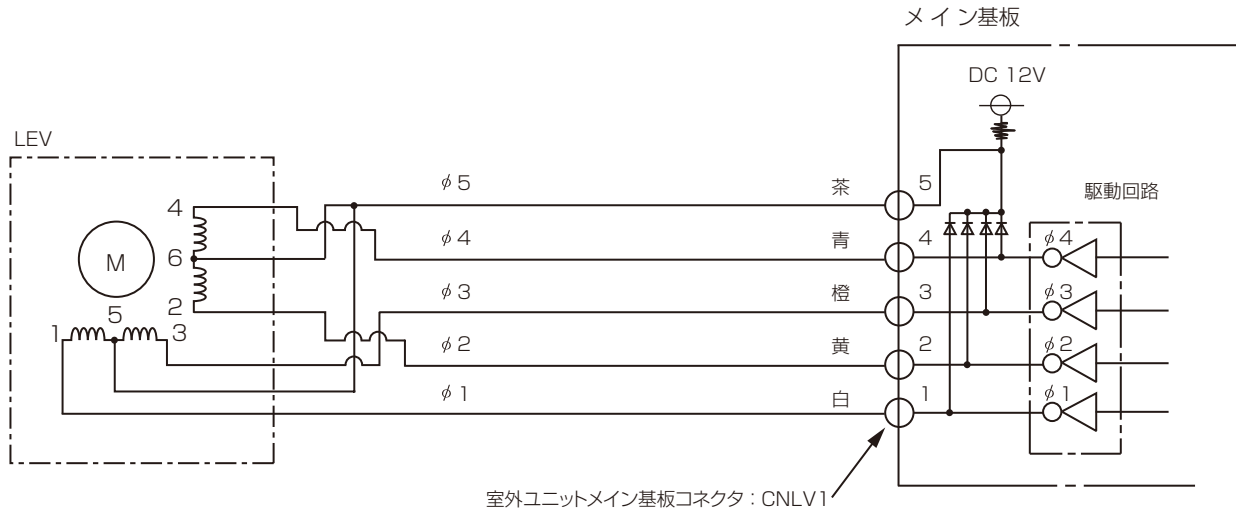 メイン基板
DC 12V
LEV
φ5 茶 5
駆動回路
4
φ4 青 4 φ4
6
M
φ3 橙 3 φ3
2
5
1 3
φ2 黄 2 φ2
φ1 白 1 φ1
室外ユニットメイン基板コネクタ：CNLV1